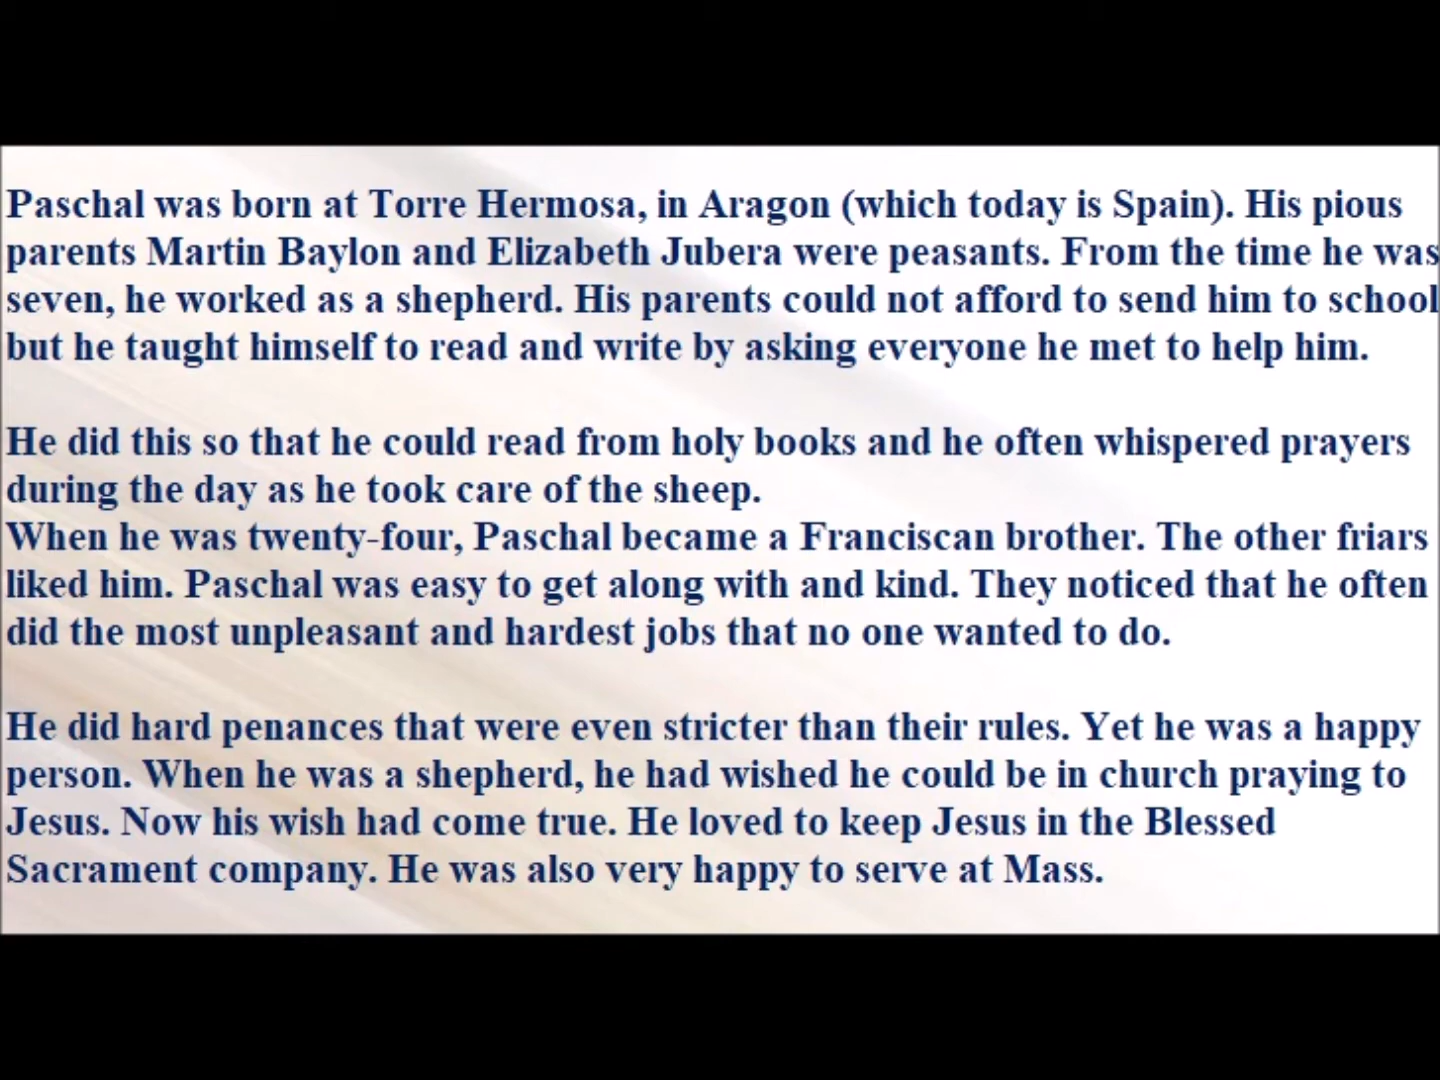 Paschal was born at Torre Hermosa, in Aragon (which today is Spain). His pious
parents Martin Baylon and Elizabeth Jubera were peasants. From the time he was
seven, he worked as a shepherd. His parents could not afford to send him to school
but he taught himself to read and write by asking everyone he met to help him.
He did this so that he could read from holy books and he often whispered prayers
during the day as he took care of the sheep.
When he was twenty-four, Paschal became a Franciscan brother. The other friars
liked him. Paschal was easy to get along with and kind. They noticed that he often
did the most unpleasant and hardest jobs that no one wanted to do.
He did hard penances that were even stricter than their rules. Yet he was a happy
person. When he was a shepherd, he had wished he could be in church praying to
Jesus. Now his wish had come true. He loved to keep Jesus in the Blessed
Sacrament company. He was also very happy to serve at Mass.